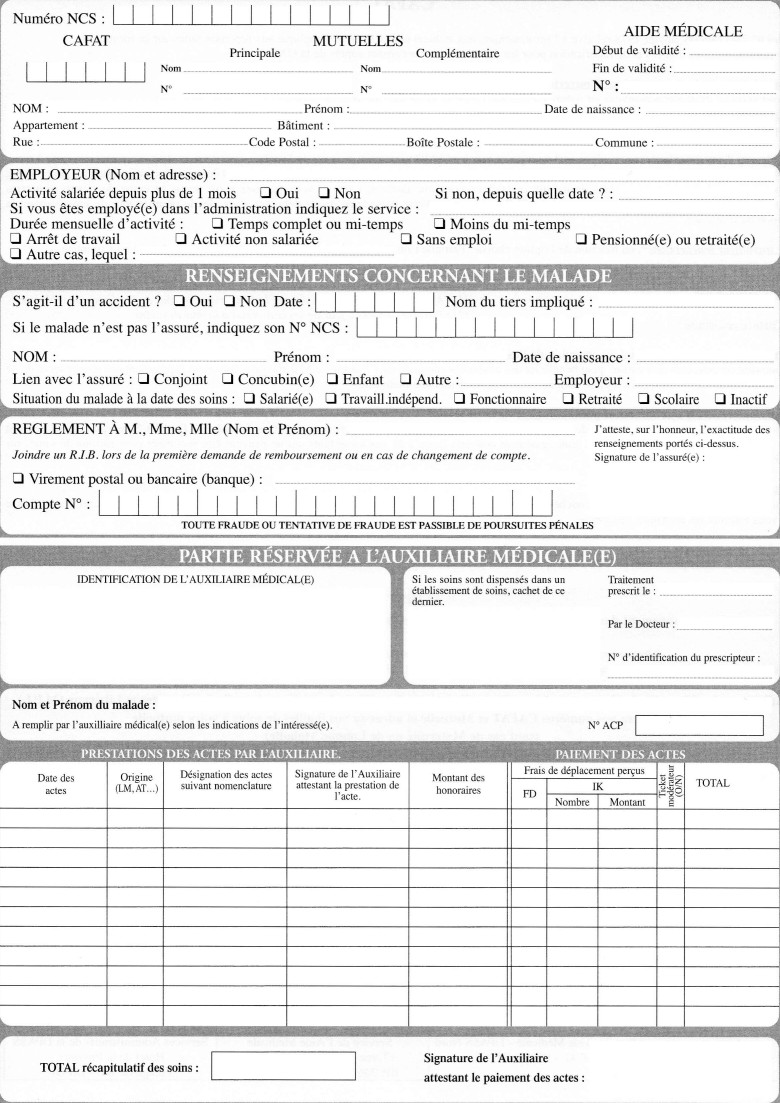 Numéro NCS :
CAFAT
MUTUELLES
AIDE MÉDICALE
Principale
Complémentaire
Début de validité :
Nom
Nom
Fin de validité :
N°
N°
N° :
NOM : Prénom : Date de naissance :
Appartement : Bâtiment :
Rue : Code Postal : Boîte Postale : Commune :
EMPLOYEUR (Nom et adresse) :
Activité salariée depuis plus de 1 mois ❏ Oui ❏ Non Si non, depuis quelle date ? :
Si vous êtes employé(e) dans l'administration indiquez le service :
Durée mensuelle d'activité : ❏ Temps complet ou mi-temps ❏ Moins du mi-temps
❏ Arrêt de travail ❏ Activité non salariée ❏ Sans emploi ❏ Pensionné(e) ou retraité(e)
❏ Autre cas, lequel :
RENSEIGNEMENTS CONCERNANT LE MALADE
S'agit-il d'un accident ? ❏ Oui ❏ Non Date : Nom du tiers impliqué :
Si le malade n'est pas l'assuré, indiquez son N° NCS :
NOM : Prénom : Date de naissance :
Lien avec l'assuré : ❏ Conjoint ❏ Concubin(e) ❏ Enfant ❏ Autre : Employeur :
Situation du malade à la date des soins : ❏ Salarié(e) ❏ Travaill.indépend. ❏ Fonctionnaire ❏ Retraité ❏ Scolaire ❏ Inactif
REGLEMENT À M., Mme, Mlle (Nom et Prénom) :
Joindre un R.I.B. lors de la première demande de remboursement ou en cas de changement de compte.
❏ Virement postal ou bancaire (banque) :
Compte N° :
J'atteste, sur l'honneur, l'exactitude des
renseignements portés ci-dessus.
Signature de l'assuré(e) :
TOUTE FRAUDE OU TENTATIVE DE FRAUDE EST PASSIBLE DE POURSUITES PÉNALES
PARTIE RÉSERVÉE A L'AUXILIAIRE MÉDICALE(E)
IDENTIFICATION DE L'AUXILIAIRE MÉDICAL(E)
Si les soins sont dispensés dans un
établissement de soins, cachet de ce
dernier.
Traitement
prescrit le :
Par le Docteur :
N° d'identification du prescripteur :
Nom et Prénom du malade :
A remplir par l'auxilliaire médical(e) selon les indications de l'intéressé(e).
N° ACP
PRESTATIONS DES ACTES PAR L'AUXILIAIRE.
PAIEMENT DES ACTES
Date des
actes
Origine
(LM, AT…)
Désignation des actes
suivant nomenclature
Signature de l'Auxiliaire
attestant la prestation de
l'acte.
Montant des
honoraires
Frais de déplacement perçus
FD
IK
Nombre
Montant
Ticket
modérateur
(O/N)
TOTAL
TOTAL récapitulatif des soins :
Signature de l'Auxiliaire
attestant le paiement des actes :